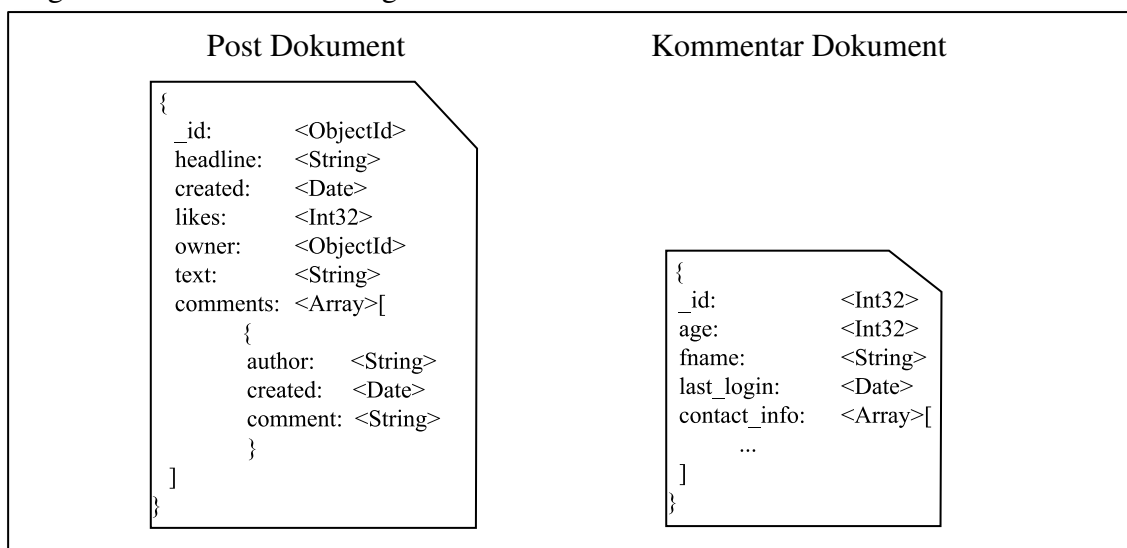 Post Dokument
{
_id: <ObjectId>
headline: <String>
created: <Date>
likes: <Int32>
owner: <ObjectId>
text: <String>
comments: <Array>[
{
author: <String>
created: <Date>
comment: <String>
}
]
}
Kommentar Dokument
{
_id: <Int32>
age: <Int32>
fname: <String>
last_login: <Date>
contact_info: <Array>[
...
]
}